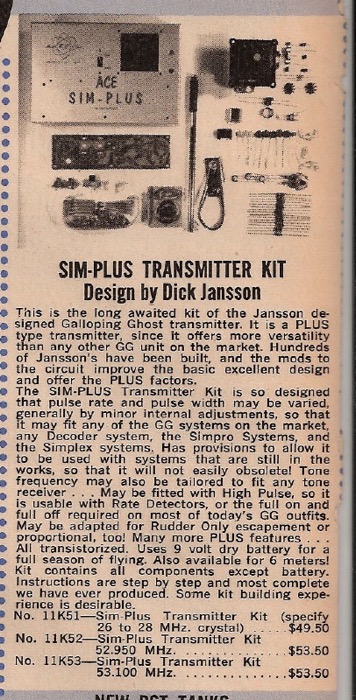 ACE
SIM-PLUS
SIM-PLUS TRANSMITTER KIT
Design by Dick Jansson
This is the long awaited kit of the Jansson de-
signed Galloping Ghost transmitter. It is a PLUS
type transmitter, since it offers more versatility
than any other GG unit on the market. Hundreds
of Jansson's have been built, and the mods to
the circuit improve the basic excellent design
and offer the PLUS factors.
The SIM-PLUS Transmitter Kit is so designed
that pulse rate and pulse width may be varied,
generally by minor internal adjustments, so that
it may fit any of the GG systems on the market,
any Decoder system, the Simpro Systems, and
the Simplex systems. Has provisions to allow it
to be used with systems that are still in the
works, so that it will not easily obsolete! Tone
frequency may also be tailored to fit any tone
receiver . . . May be fitted with High Pulse, so it
is usable with Rate Detectors, or the full on and
full off required on most of today's GG outfits.
May be adapted for Rudder Only escapement or
proportional, too! Many more PLUS features . . .
All transistorized. Uses 9 volt dry battery for a
full season of flying. Also available for 6 meters!
Kit contains all components except battery.
Instructions are step by step and most complete
we have ever produced. Some kit building expe-
rience is desirable.
No. 11K51—Sim-Plus Transmitter Kit (specify
26 to 28 MHz. crystal) .....$49.50
No. 11K52—Sim-Plus Transmitter Kit
52.950 MHz. ...............$53.50
No. 11K53—Sim-Plus Transmitter Kit
53.100 MHz. ...............$53.50
NEW PST TANKS